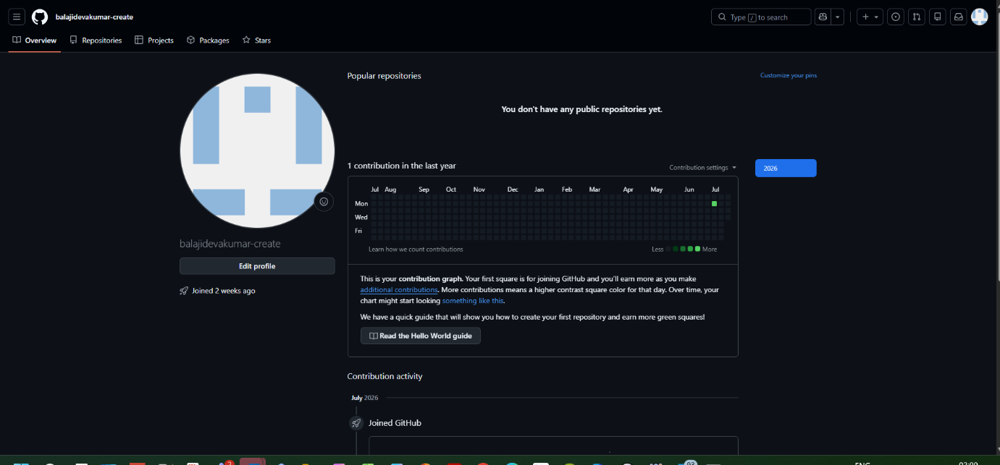 balajidevakumar-create
Type / to search
Overview
Repositories
Projects
Packages
Stars
Popular repositories
Customize your pins
You don't have any public repositories yet.
1 contribution in the last year
Contribution settings
2026
Jul Aug Sep Oct Nov Dec Jan Feb Mar Apr May Jun Jul
Mon
Wed
Fri
Learn how we count contributions
Less
More
balajidevakumar-create
Edit profile
Joined 2 weeks ago
This is your contribution graph. Your first square is for joining GitHub and you'll earn more as you make
additional contributions. More contributions means a higher contrast square color for that day. Over time, your
chart might start looking something like this.
We have a quick guide that will show you how to create your first repository and earn more green squares!
Read the Hello World guide
Contribution activity
July 2026
Joined GitHub
2